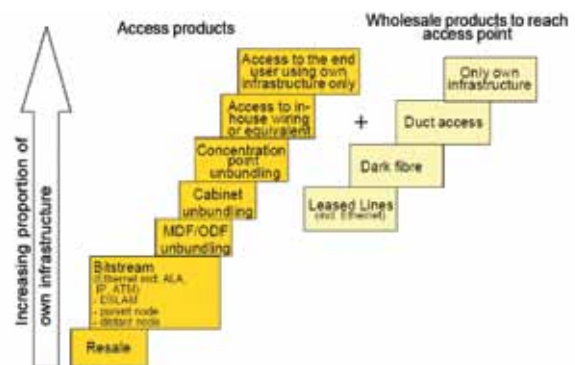 Access products
Wholesale products to reach
access point
Increasing proportion of
own infrastructure
Access to the end
user using own
infrastructure only
Access to in-
house wiring
or equivalent
Concentration
point
unbundling
Cabinet
unbundling
MDF/ODF
unbundling
Bitstream
(Ethernet incl. ALA,
IP, ATM)
- DSLAM
- parent node
- distant node
Resale
+
Only own
infrastructure
Duct access
Dark fibre
Leased Lines
(incl. Ethernet)